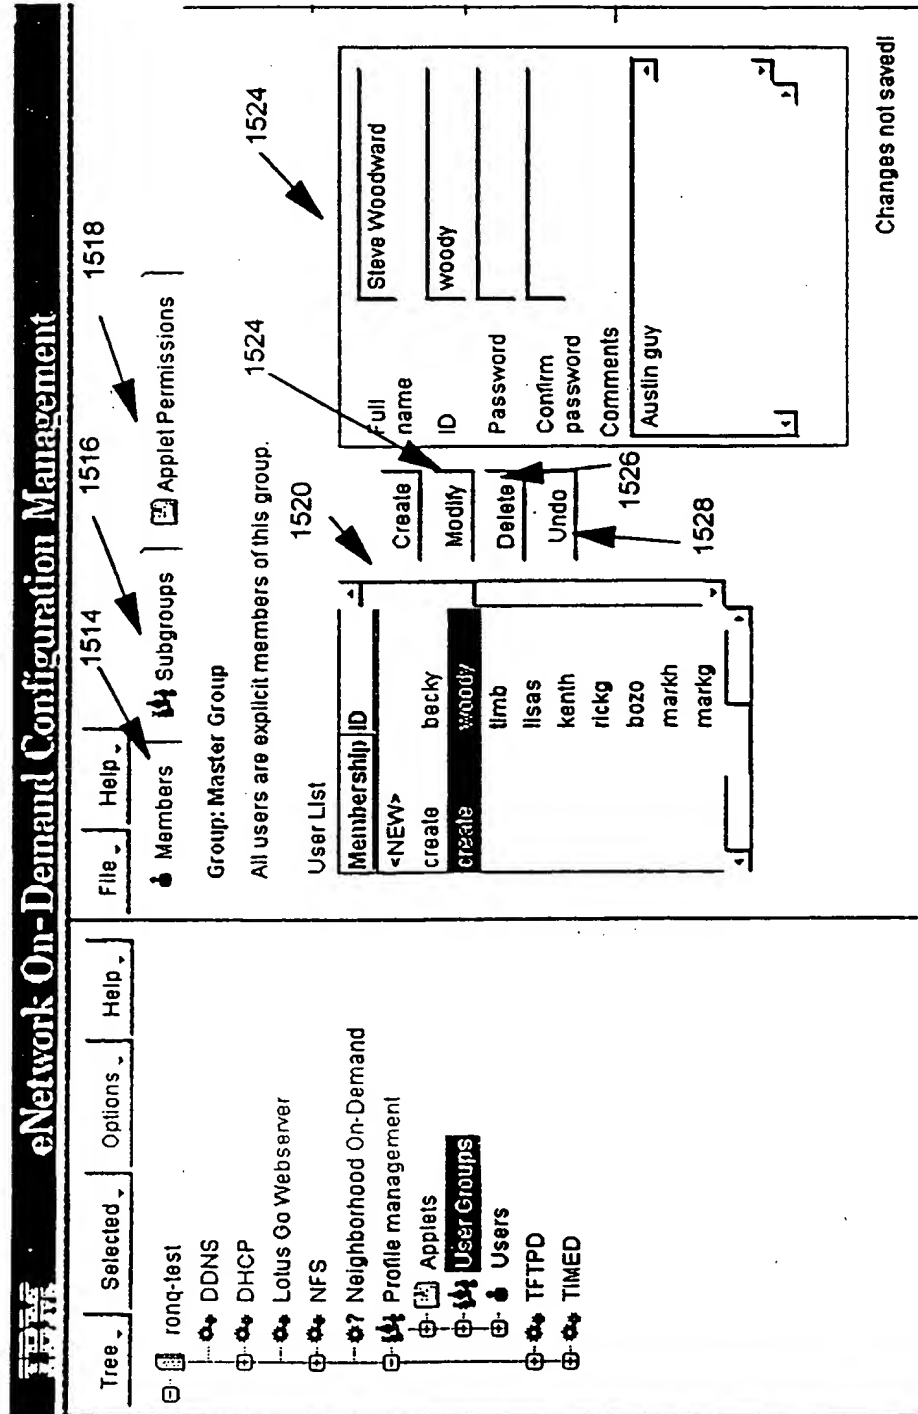 IBM
eNetwork On-Demand Configuration Management
Tree
Selected
Options
Help
ronq-test
DDNS
DHCP
Lotus Go Webserver
NFS
? Neighborhood On-Demand
Profile management
Applets
User Groups
Users
TFTPD
TIMED
File
Help
1514
1516
1518
Members
Subgroups
Applet Permissions
Group: Master Group
All users are explicit members of this group.
User List
1520
1524
1524
Membership ID
<NEW>
create becky
create woody
timb
lisas
kenth
rickg
bozo
markh
markg
Create
Modify
Delete
Undo
1526
1528
Full name
Steve Woodward
ID
woody
Password
Confirm password
Comments
Austin guy
Changes not saved!